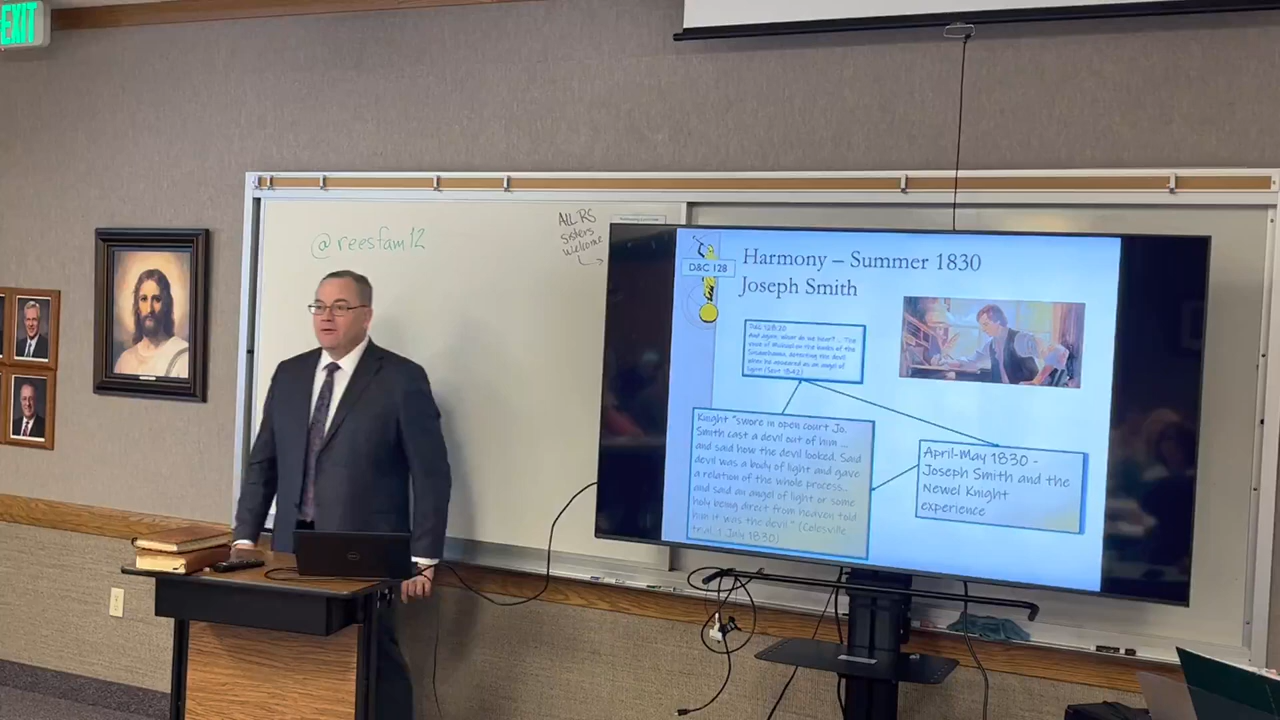 EXIT
@reesfam12
ALL RS
sisters
welcome
D&C 128
Harmony – Summer 1830
Joseph Smith
D&C 128:20
And again, what do we hear? ... The
voice of Michael on the banks of the
Susquehanna, detecting the devil
when he appeared as an angel of
light! (Sept 1842)
Knight "swore in open court Jo.
Smith cast a devil out of him ...
and said how the devil looked. Said
devil was a body of light and gave
a relation of the whole process...
and said an angel of light or some
holy being direct from heaven told
him it was the devil." (Colesville
trial, 1 July 1830)
April-May 1830 -
Joseph Smith and the
Newel Knight
experience
DELL